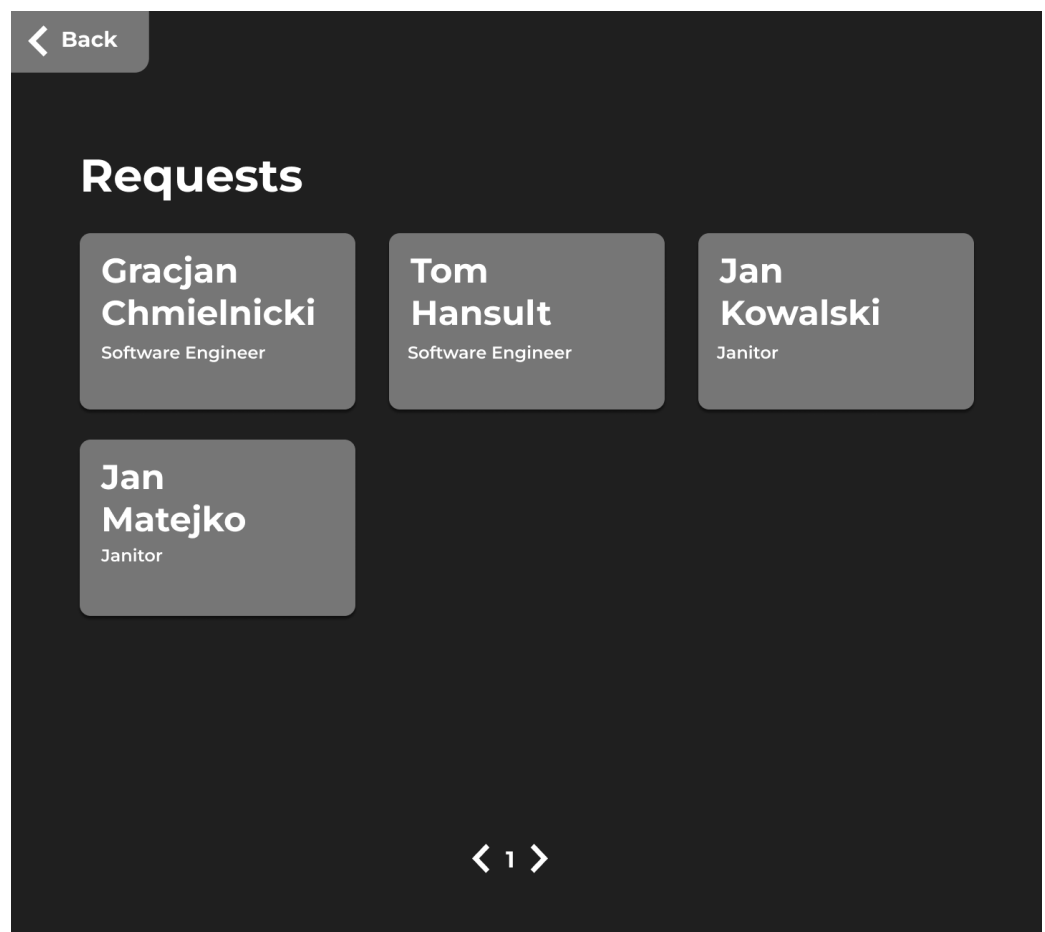 Back
Requests
Gracjan
Chmielnicki
Software Engineer
Tom
Hansult
Software Engineer
Jan
Kowalski
Janitor
Jan
Matejko
Janitor
1